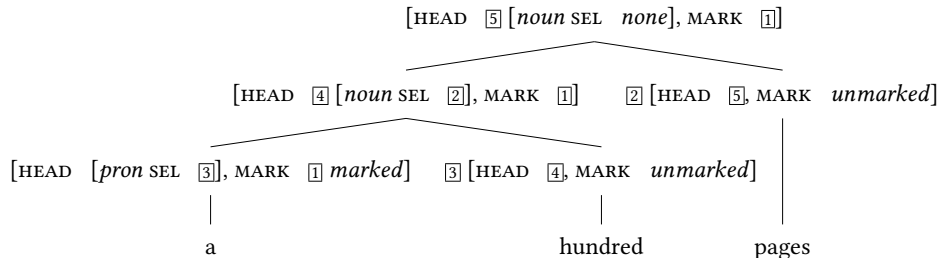 [HEAD 5 [noun SEL none], MARK 1]
[HEAD 4 [noun SEL 2], MARK 1] 2 [HEAD 5, MARK unmarked]
[HEAD [pron SEL 3], MARK 1 marked] 3 [HEAD 4, MARK unmarked]
a hundred pages